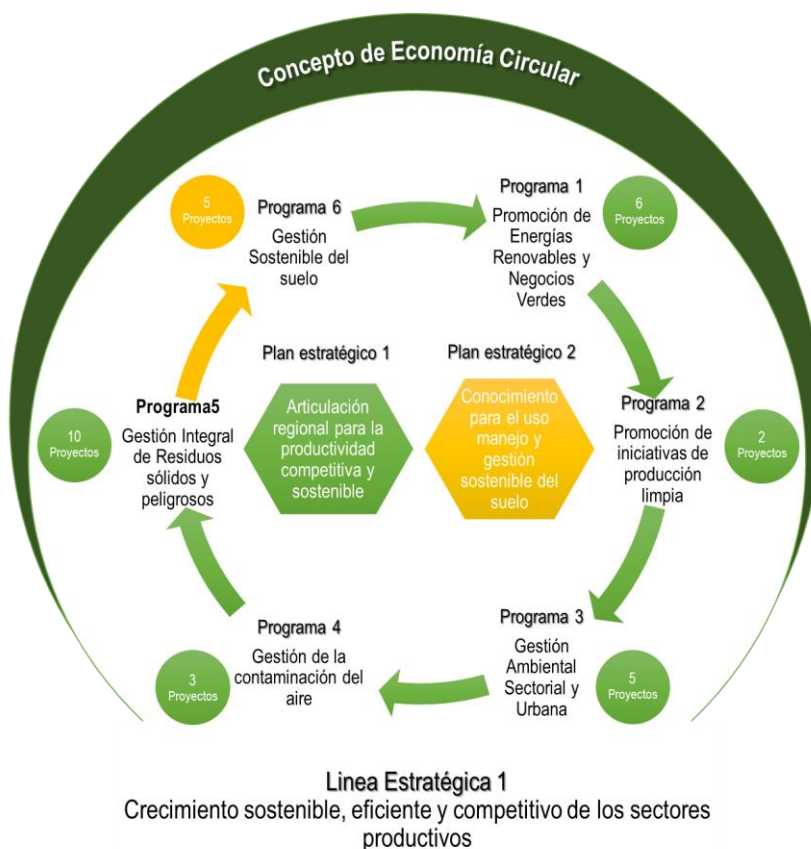 Concepto de Economía Circular
5
Proyectos
Programa 6
Gestión
Sostenible del
suelo
Programa 1
Promoción de
Energías
Renovables y
Negocios
Verdes
6
Proyectos
Plan estratégico 1
Articulación
regional para la
productividad
competitiva y
sostenible
Plan estratégico 2
Conocimiento
para el uso
manejo y
gestión
sostenible del
suelo
Programa5
Gestión Integral
de Residuos
sólidos y
peligrosos
10
Proyectos
Programa 2
Promoción de
iniciativas de
producción
limpia
2
Proyectos
Programa 4
Gestión de la
contaminación del
aire
3
Proyectos
Programa 3
Gestión
Ambiental
Sectorial y
Urbana
5
Proyectos
Linea Estratégica 1
Crecimiento sostenible, eficiente y competitivo de los sectores
productivos